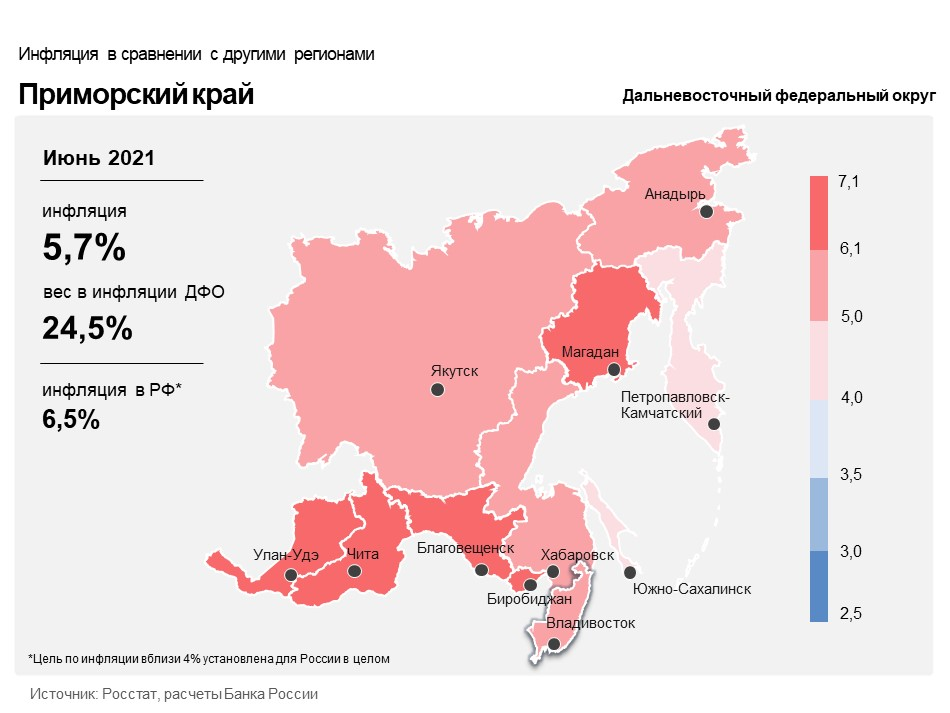 Инфляция в сравнении с другими регионами
Приморский край
Дальневосточный федеральный округ
Июнь 2021
инфляция
5,7%
вес в инфляции ДФО
24,5%
инфляция в РФ*
6,5%
Анадырь
Магадан
Якутск
Петропавловск-
Камчатский
Улан-Удэ
Чита
Благовещенск
Хабаровск
Биробиджан
Южно-Сахалинск
Владивосток
7,1
6,1
5,0
4,0
3,5
3,0
2,5
*Цель по инфляции вблизи 4% установлена для России в целом
Источник: Росстат, расчеты Банка России